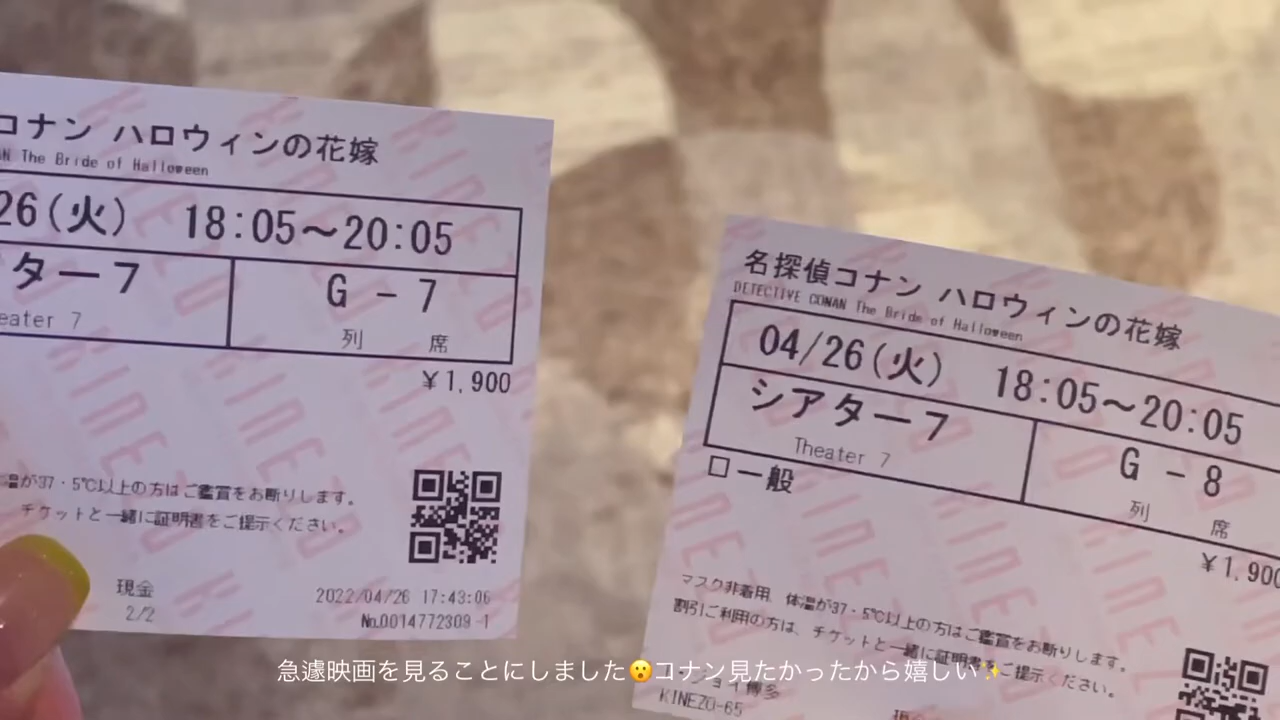 コナン ハロウィンの花嫁
The Bride of Halloween
26(火) 18:05〜20:05
ター7
G - 7
eater 7
列 席
¥1,900
が37・5℃以上の方はご鑑賞をお断りします。
チケットと一緒に証明書をご提示ください。
現金
2/2
2022/04/26 17:43:06
No.0014772309-1
名探偵コナン ハロウィンの花嫁
DETECTIVE CONAN The Bride of Halloween
04/26(火) 18:05〜20:05
シアター7
G - 8
Theater 7
列 席
口一般
¥1,900
マスク非着用、体温が37・5℃以上の方はご鑑賞をお断りします。
割引ご利用の方は、チケットと一緒に証明書をご提示ください。
ジョイ博多
KINEZO-65
現
急遽映画を見ることにしました😮コナン見たかったから嬉しい✨